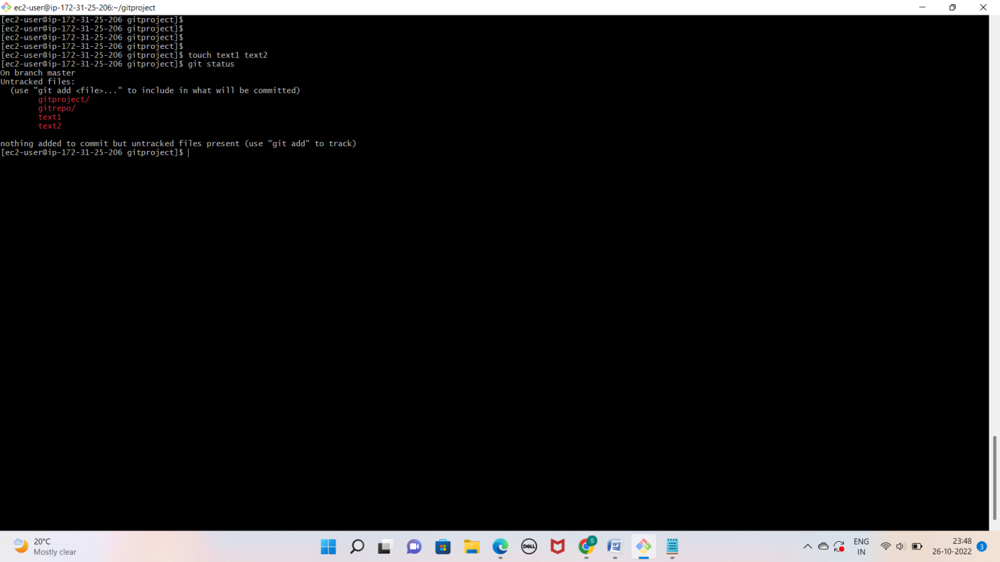 ec2-user@ip-172-31-25-206:~/gitproject
[ec2-user@ip-172-31-25-206 gitproject]$
[ec2-user@ip-172-31-25-206 gitproject]$
[ec2-user@ip-172-31-25-206 gitproject]$
[ec2-user@ip-172-31-25-206 gitproject]$
[ec2-user@ip-172-31-25-206 gitproject]$ touch text1 text2
[ec2-user@ip-172-31-25-206 gitproject]$ git status
On branch master
Untracked files:
  (use "git add <file>..." to include in what will be committed)
        gitproject/
        gitrepo/
        text1
        text2

nothing added to commit but untracked files present (use "git add" to track)
[ec2-user@ip-172-31-25-206 gitproject]$
20°C
Mostly clear
DELL
S
W
ENG
IN
23:48
26-10-2022
3